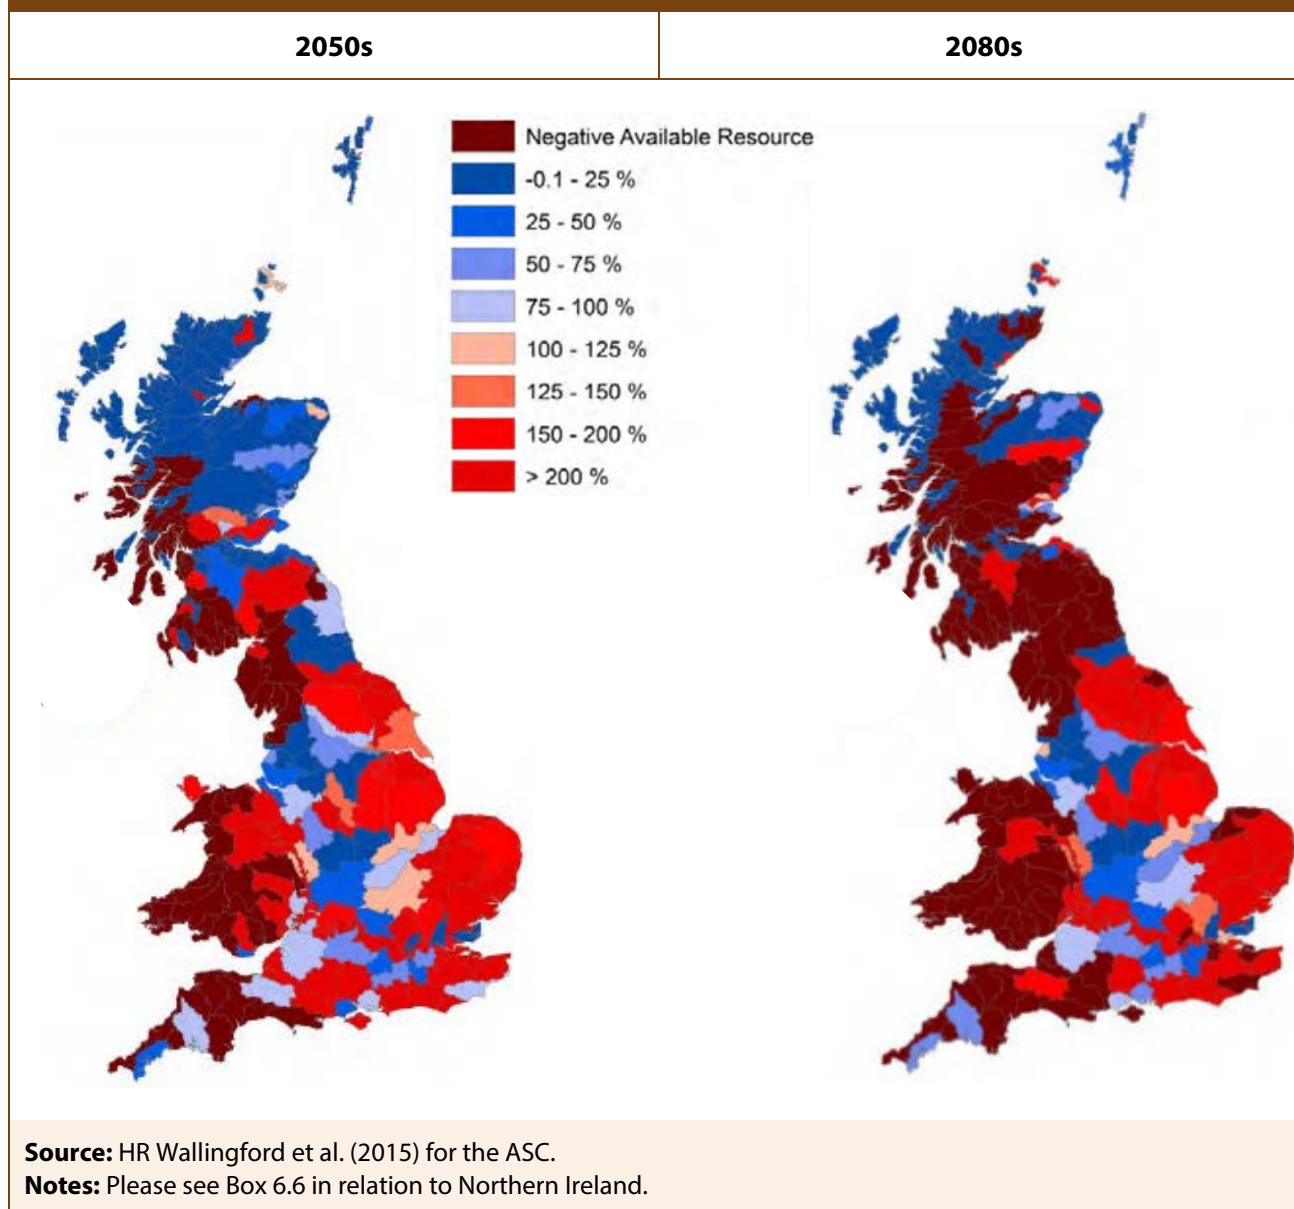 2050s
2080s
Negative Available Resource
-0.1 - 25 %
25 - 50 %
50 - 75 %
75 - 100 %
100 - 125 %
125 - 150 %
150 - 200 %
> 200 %
Source: HR Wallingford et al. (2015) for the ASC.
Notes: Please see Box 6.6 in relation to Northern Ireland.